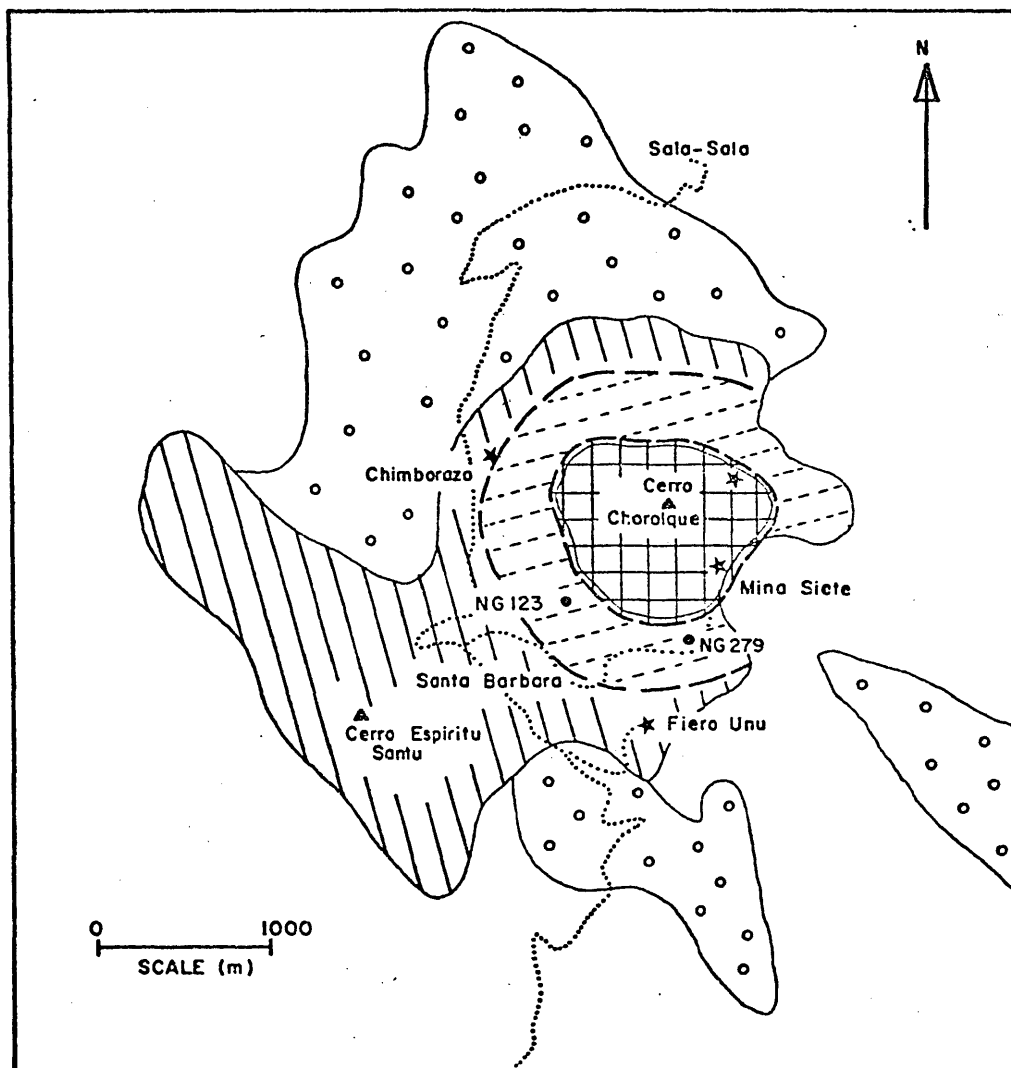 N
Sala-Sala
Chimboraza
Cerro
Chorolque
Mina Siete
NG 123
NG 279
Santa Barbara
Fiero Unu
Cerro Espiritu
Santu
0 1000
SCALE (m)